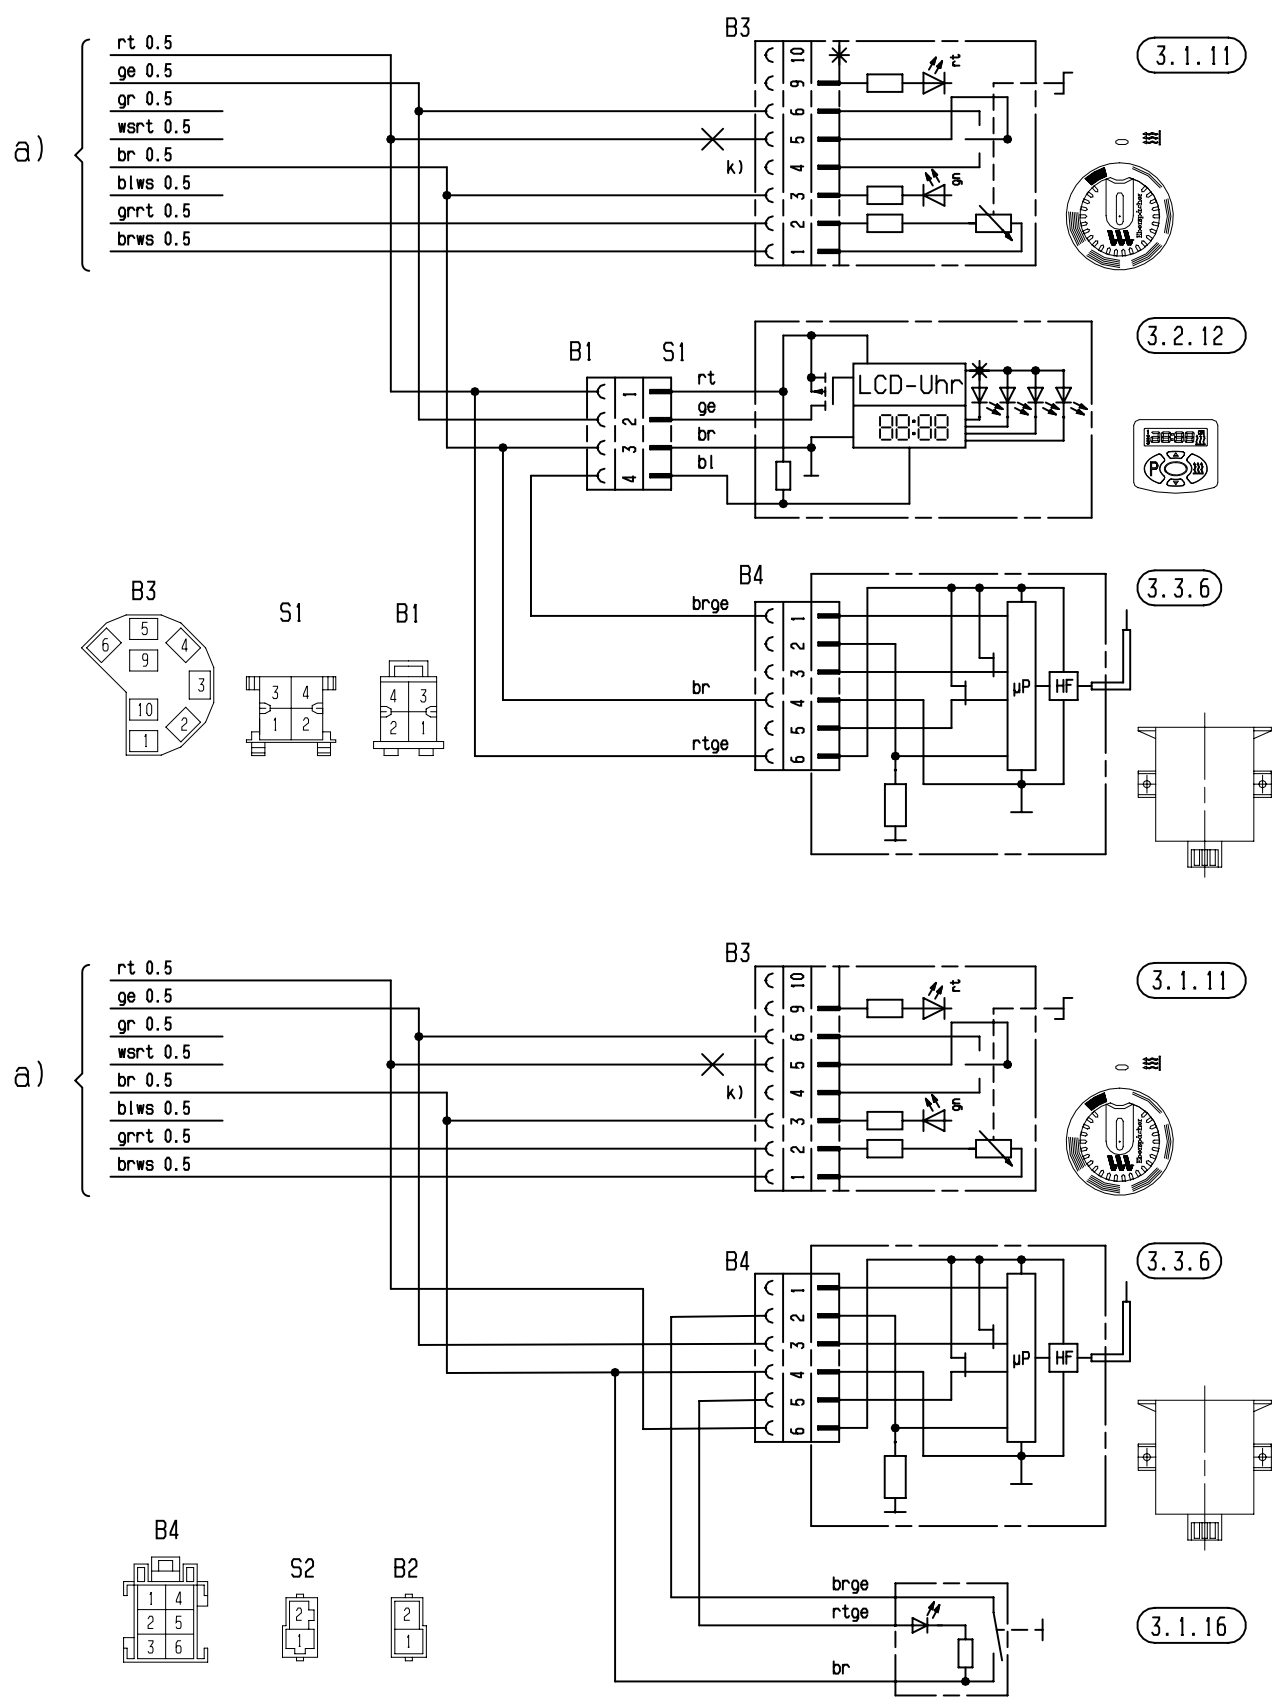 a)
rt 0.5
ge 0.5
gr 0.5
wsrt 0.5
br 0.5
blws 0.5
grrt 0.5
brws 0.5
B3
k)
10
9
6
5
4
3
2
1
rt
gn
3.1.11
Eberspächer
B1
S1
1
2
3
4
rt
ge
br
bl
LCD-Uhr
88:88
3.2.12
88:88
P
B4
brge
br
rtge
1
2
3
4
5
6
µP
HF
3.3.6
B3
6
5
4
9
3
10
2
1
S1
3 4
1 2
B1
4 3
2 1
a)
rt 0.5
ge 0.5
gr 0.5
wsrt 0.5
br 0.5
blws 0.5
grrt 0.5
brws 0.5
B3
k)
10
9
6
5
4
3
2
1
rt
gn
3.1.11
Eberspächer
B4
1
2
3
4
5
6
µP
HF
3.3.6
B4
1 4
2 5
3 6
S2
2
1
B2
2
1
brge
rtge
br
3.1.16